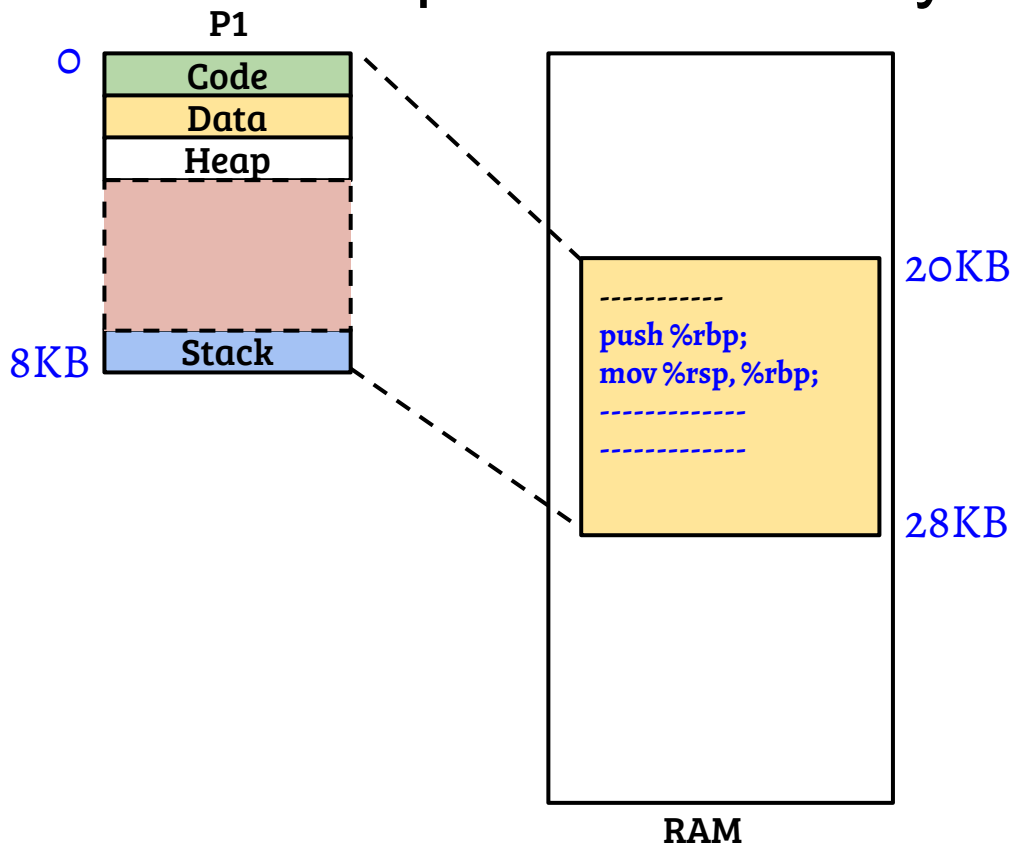 P1
0
Code
Data
Heap
Stack
8KB
20KB
-----------
push %rbp;
mov %rsp, %rbp;
-------------
-------------
28KB
RAM